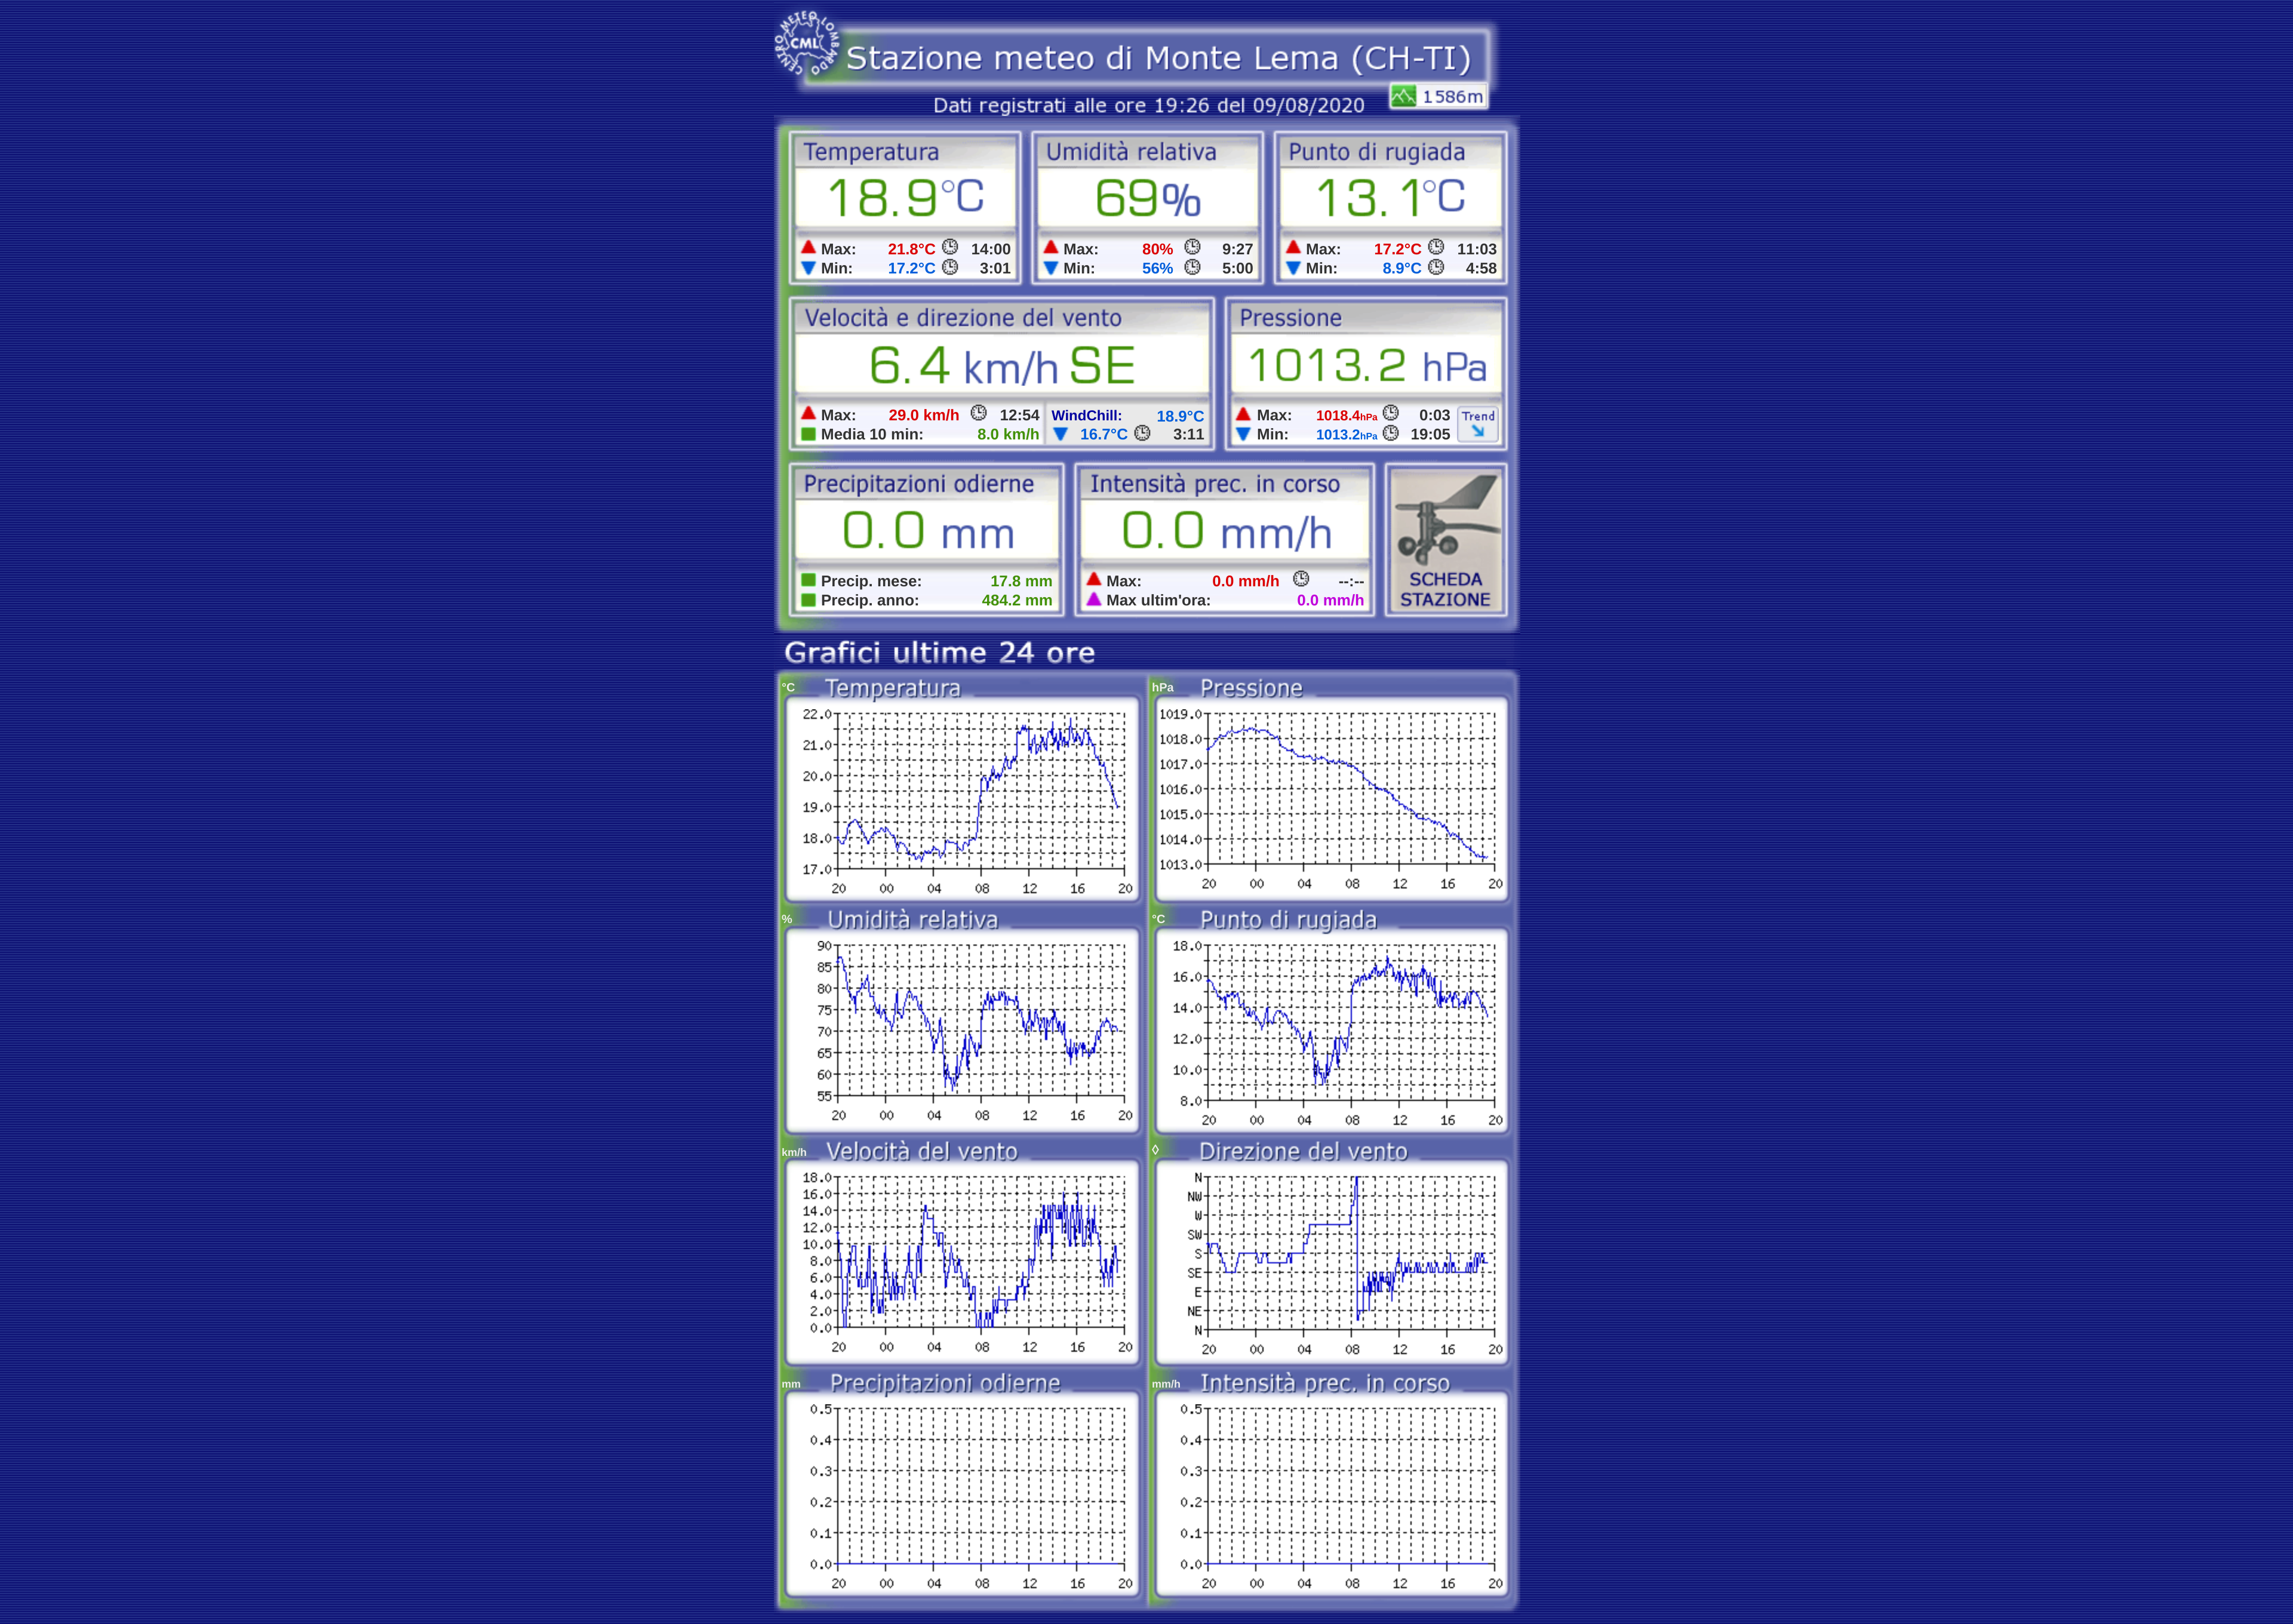 CENTRO METEO LOMBARDO
CML
Stazione meteo di Monte Lema (CH-TI)
Dati registrati alle ore 19:26 del 09/08/2020
1586m
Temperatura
18.9°C
Max: 21.8°C 14:00
Min: 17.2°C 3:01
Umidità relativa
69%
Max: 80% 9:27
Min: 56% 5:00
Punto di rugiada
13.1°C
Max: 17.2°C 11:03
Min: 8.9°C 4:58
Velocità e direzione del vento
6.4 km/h SE
Max: 29.0 km/h 12:54
Media 10 min: 8.0 km/h
WindChill: 18.9°C
16.7°C 3:11
Pressione
1013.2 hPa
Max: 1018.4hPa 0:03
Min: 1013.2hPa 19:05
Trend
Precipitazioni odierne
0.0 mm
Precip. mese: 17.8 mm
Precip. anno: 484.2 mm
Intensità prec. in corso
0.0 mm/h
Max: 0.0 mm/h --:--
Max ultim'ora: 0.0 mm/h
SCHEDA
STAZIONE
Grafici ultime 24 ore
°C Temperatura
22.0
21.0
20.0
19.0
18.0
17.0
20 00 04 08 12 16 20
hPa Pressione
1019.0
1018.0
1017.0
1016.0
1015.0
1014.0
1013.0
20 00 04 08 12 16 20
% Umidità relativa
90
85
80
75
70
65
60
55
20 00 04 08 12 16 20
°C Punto di rugiada
18.0
16.0
14.0
12.0
10.0
8.0
20 00 04 08 12 16 20
km/h Velocità del vento
18.0
16.0
14.0
12.0
10.0
8.0
6.0
4.0
2.0
0.0
20 00 04 08 12 16 20
◊ Direzione del vento
N
NW
W
SW
S
SE
E
NE
N
20 00 04 08 12 16 20
mm Precipitazioni odierne
0.5
0.4
0.3
0.2
0.1
0.0
20 00 04 08 12 16 20
mm/h Intensità prec. in corso
0.5
0.4
0.3
0.2
0.1
0.0
20 00 04 08 12 16 20